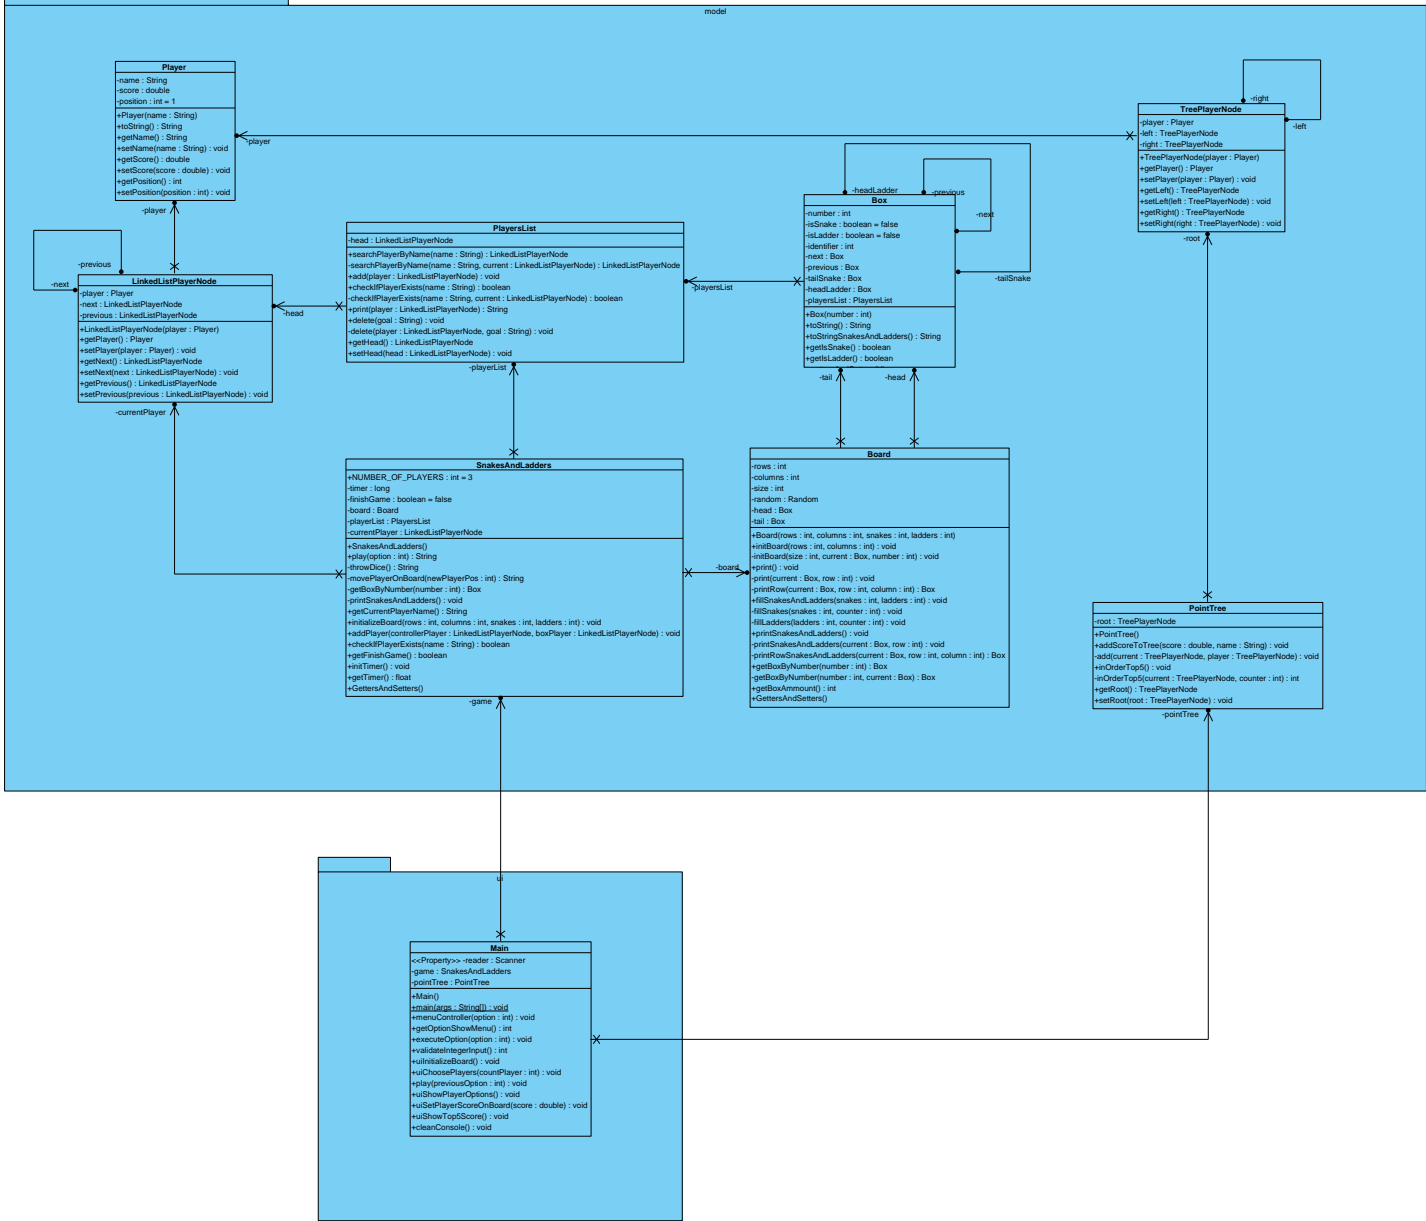 model
Player
-name : String
-score : double
-position : int = 1
+Player(name : String)
+toString() : String
+getName() : String
+setName(name : String) : void
+getScore() : double
+setScore(score : double) : void
+getPosition() : int
+setPosition(position : int) : void
-player
-player
-right
-left
TreePlayerNode
-player : Player
-left : TreePlayerNode
-right : TreePlayerNode
+TreePlayerNode(player : Player)
+getPlayer() : Player
+setPlayer(player : Player) : void
+getLeft() : TreePlayerNode
+setLeft(left : TreePlayerNode) : void
+getRight() : TreePlayerNode
+setRight(right : TreePlayerNode) : void
-root
-headLadder
-previous
-next
-tailSnake
Box
-number : int
-isSnake : boolean = false
-isLadder : boolean = false
-identifier : int
-next : Box
-previous : Box
-tailSnake : Box
-headLadder : Box
-playersList : PlayersList
+Box(number : int)
+toString() : String
+toStringSnakesAndLadders() : String
+getIsSnake() : boolean
+getIsLadder() : boolean
-tail
-head
PlayersList
-head : LinkedListPlayerNode
+searchPlayerByName(name : String) : LinkedListPlayerNode
-searchPlayerByName(name : String, current : LinkedListPlayerNode) : LinkedListPlayerNode
+add(player : LinkedListPlayerNode) : void
+checkIfPlayerExists(name : String) : boolean
-checkIfPlayerExists(name : String, current : LinkedListPlayerNode) : boolean
+print(player : LinkedListPlayerNode) : String
+delete(goal : String) : void
-delete(player : LinkedListPlayerNode, goal : String) : void
+getHead() : LinkedListPlayerNode
+setHead(head : LinkedListPlayerNode) : void
-playersList
-playerList
-previous
-next
LinkedListPlayerNode
-player : Player
-next : LinkedListPlayerNode
-previous : LinkedListPlayerNode
+LinkedListPlayerNode(player : Player)
+getPlayer() : Player
+setPlayer(player : Player) : void
+getNext() : LinkedListPlayerNode
+setNext(next : LinkedListPlayerNode) : void
+getPrevious() : LinkedListPlayerNode
+setPrevious(previous : LinkedListPlayerNode) : void
-head
-currentPlayer
SnakesAndLadders
+NUMBER_OF_PLAYERS : int = 3
-timer : long
-finishGame : boolean = false
-board : Board
-playerList : PlayersList
-currentPlayer : LinkedListPlayerNode
+SnakesAndLadders()
+play(option : int) : String
-throwDice() : String
-movePlayerOnBoard(newPlayerPos : int) : String
-getBoxByNumber(number : int) : Box
-printSnakesAndLadders() : void
+getCurrentPlayerName() : String
+initializeBoard(rows : int, columns : int, snakes : int, ladders : int) : void
+addPlayer(controllerPlayer : LinkedListPlayerNode, boxPlayer : LinkedListPlayerNode) : void
+checkIfPlayerExists(name : String) : boolean
+getFinishGame() : boolean
+initTimer() : void
+getTimer() : float
+GettersAndSetters()
-board
-game
Board
-rows : int
-columns : int
-size : int
-random : Random
-head : Box
-tail : Box
+Board(rows : int, columns : int, snakes : int, ladders : int)
+initBoard(rows : int, columns : int) : void
-initBoard(size : int, current : Box, number : int) : void
+print() : void
-print(current : Box, row : int) : void
-printRow(current : Box, row : int, column : int) : Box
+fillSnakesAndLadders(snakes : int, ladders : int) : void
-fillSnakes(snakes : int, counter : int) : void
-fillLadders(ladders : int, counter : int) : void
+printSnakesAndLadders() : void
-printSnakesAndLadders(current : Box, row : int) : void
-printRowSnakesAndLadders(current : Box, row : int, column : int) : Box
+getBoxByNumber(number : int) : Box
-getBoxByNumber(number : int, current : Box) : Box
+getBoxAmmount() : int
+GettersAndSetters()
PointTree
-root : TreePlayerNode
+PointTree()
+addScoreToTree(score : double, name : String) : void
-add(current : TreePlayerNode, player : TreePlayerNode) : void
+inOrderTop5() : void
-inOrderTop5(current : TreePlayerNode, counter : int) : int
+getRoot() : TreePlayerNode
+setRoot(root : TreePlayerNode) : void
-pointTree
ui
Main
<<Property>> -reader : Scanner
-game : SnakesAndLadders
-pointTree : PointTree
+Main()
+main(args : String[]) : void
+menuController(option : int) : void
+getOptionShowMenu() : int
+executeOption(option : int) : void
+validateIntegerInput() : int
+uiInitializeBoard() : void
+uiChoosePlayers(countPlayer : int) : void
+play(previousOption : int) : void
+uiShowPlayerOptions() : void
+uiSetPlayerScoreOnBoard(score : double) : void
+uiShowTop5Score() : void
+cleanConsole() : void